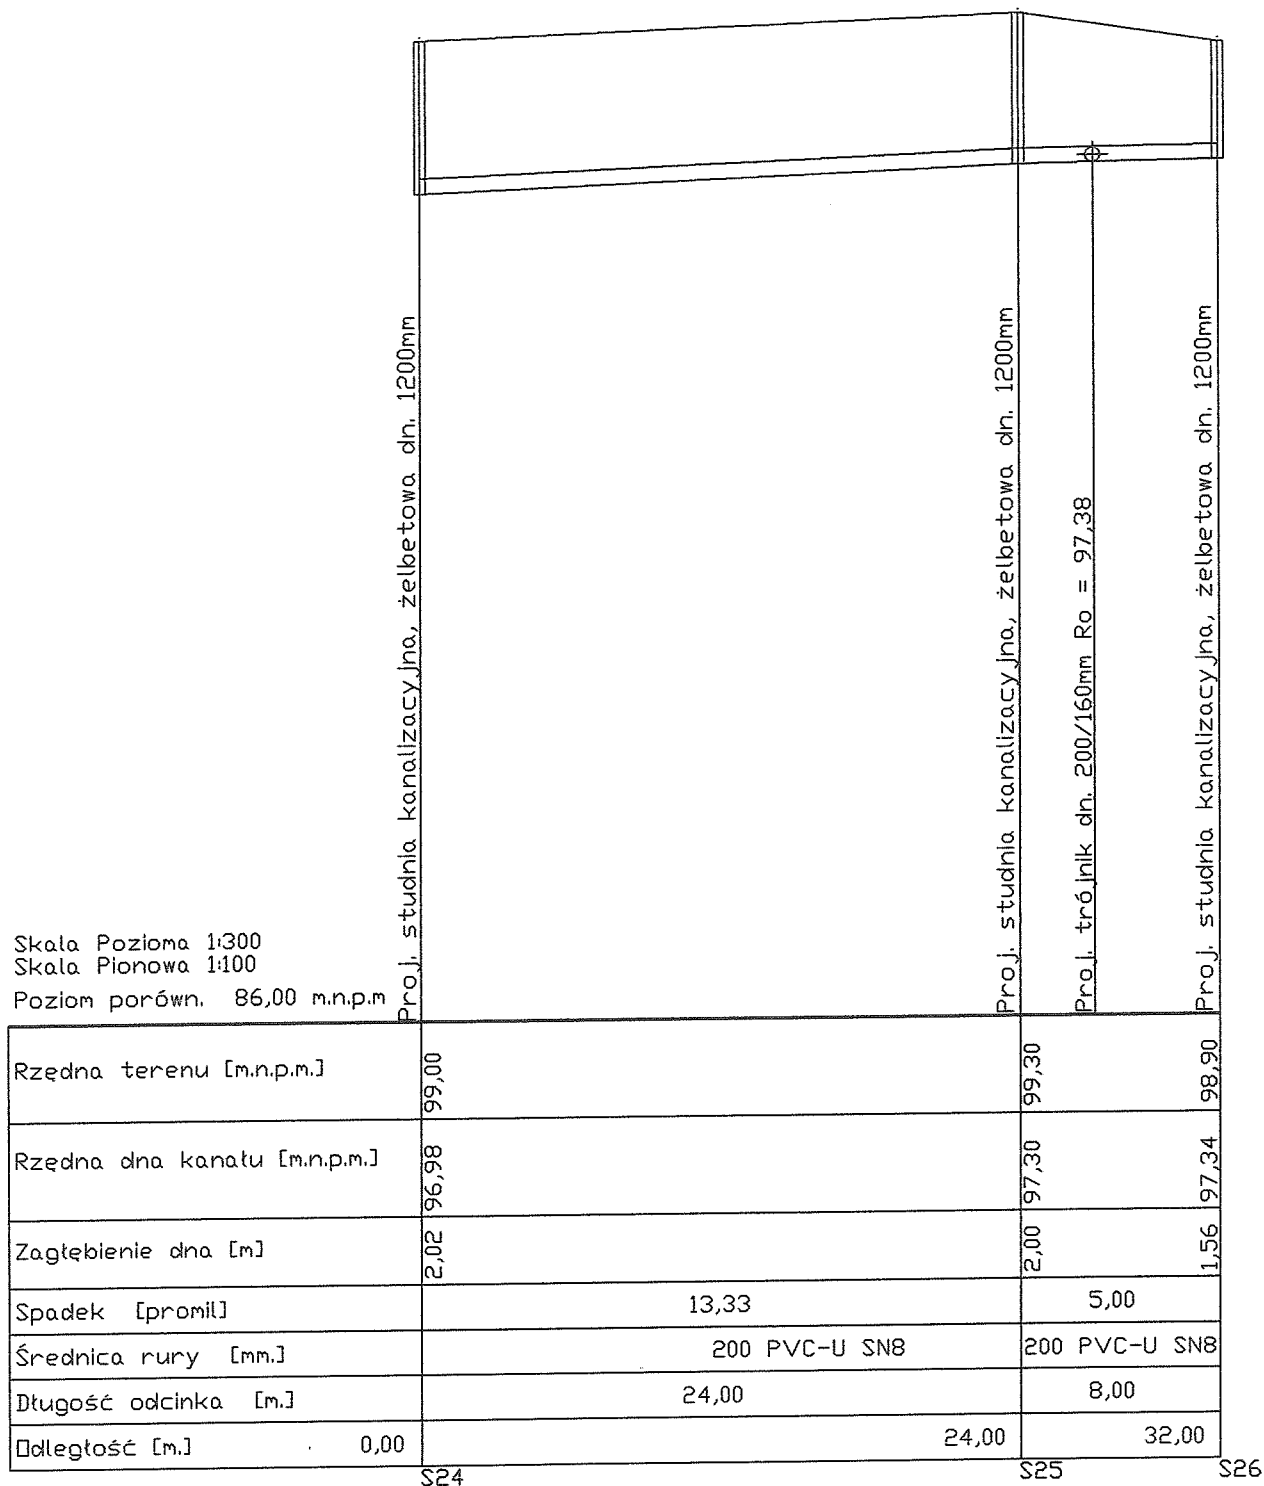 Proj. studnia kanalizacyjna, żelbetowa dn. 1200mm
Proj. studnia kanalizacyjna, żelbetowa dn. 1200mm
Proj. trójnik dn. 200/160mm Ro = 97,38
Proj. studnia kanalizacyjna, żelbetowa dn. 1200mm
Skala Pozioma 1:300
Skala Pionowa 1:100
Poziom porówn. 86,00 m.n.p.m
Rzędna terenu [m.n.p.m.] 99,00 99,30 98,90
Rzędna dna kanału [m.n.p.m.] 96,98 97,30 97,34
Zagłębienie dna [m] 2,02 2,00 1,56
Spadek [promil] 13,33 5,00
Średnica rury [mm.] 200 PVC-U SN8 200 PVC-U SN8
Długość odcinka [m.] 24,00 8,00
Odległość [m.] 0,00 24,00 32,00
S24 S25 S26